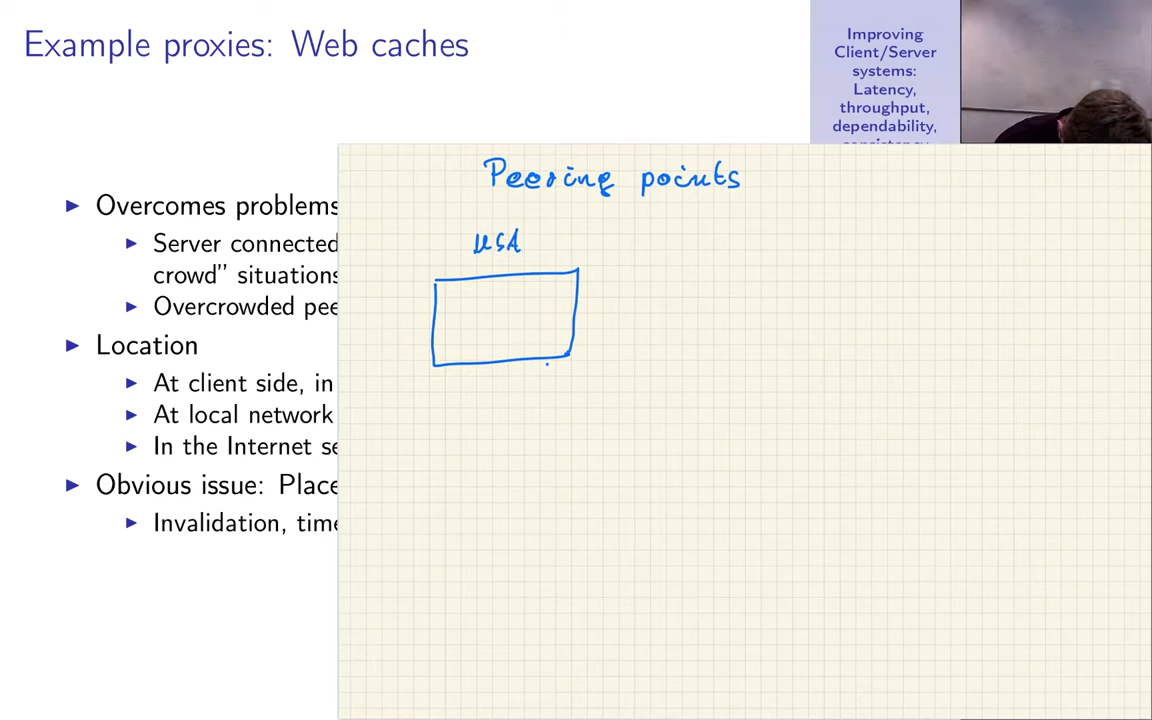 Example proxies: Web caches
Improving
Client/Server
systems:
Latency,
throughput,
dependability,
consistency
Overcomes problems
Server connected
crowd” situations
Overcrowded pee
Location
At client side, in
At local network
In the Internet se
Obvious issue: Place
Invalidation, time
Peering points
USA